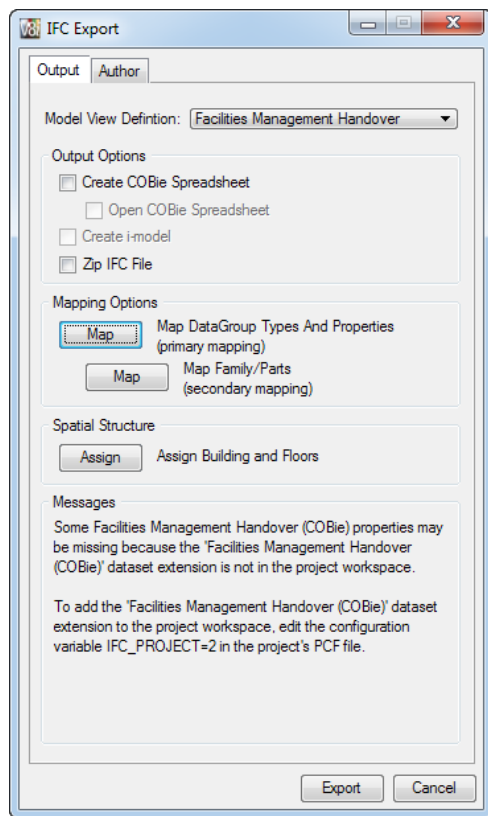 V8i IFC Export
Output Author
Model View Defintion: Facilities Management Handover
Output Options
Create COBie Spreadsheet
Open COBie Spreadsheet
Create i-model
Zip IFC File
Mapping Options
Map Map DataGroup Types And Properties
(primary mapping)
Map Map Family/Parts
(secondary mapping)
Spatial Structure
Assign Assign Building and Floors
Messages
Some Facilities Management Handover (COBie) properties may
be missing because the 'Facilities Management Handover
(COBie)' dataset extension is not in the project workspace.
To add the 'Facilities Management Handover (COBie)' dataset
extension to the project workspace, edit the configuration
variable IFC_PROJECT=2 in the project's PCF file.
Export Cancel